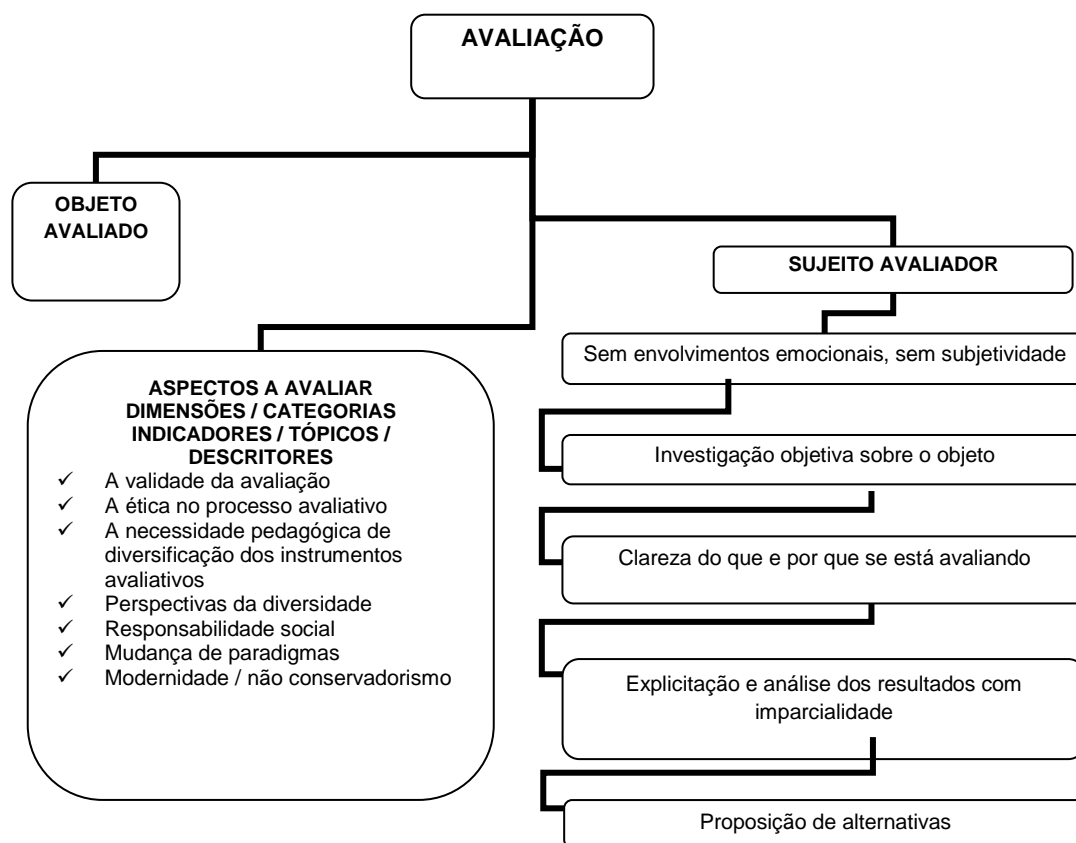 AVALIAÇÃO
OBJETO
AVALIADO
SUJEITO AVALIADOR
ASPECTOS A AVALIAR
DIMENSÕES / CATEGORIAS
INDICADORES / TÓPICOS /
DESCRITORES
✓ A validade da avaliação
✓ A ética no processo avaliativo
✓ A necessidade pedagógica de
diversificação dos instrumentos
avaliativos
✓ Perspectivas da diversidade
✓ Responsabilidade social
✓ Mudança de paradigmas
✓ Modernidade / não conservadorismo
Sem envolvimentos emocionais, sem subjetividade
Investigação objetiva sobre o objeto
Clareza do que e por que se está avaliando
Explicitação e análise dos resultados com
imparcialidade
Proposição de alternativas